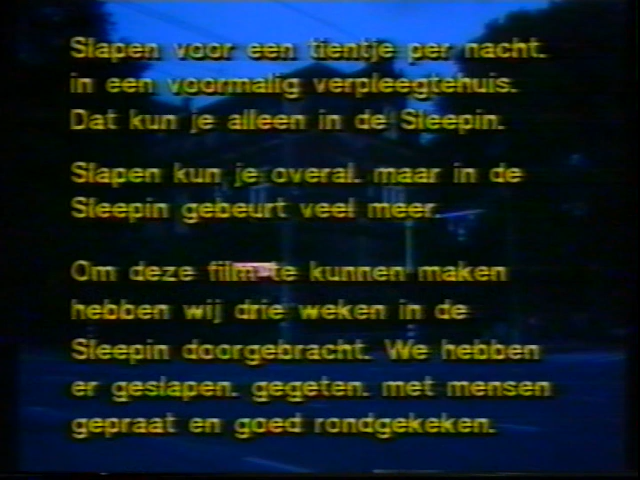 Slapen voor een tientje per nacht.
in een voormalig verpleegtehuis.
Dat kun je alleen in de Sleepin.
Slapen kun je overal. maar in de
Sleepin gebeurt veel meer.
Om deze film te kunnen maken
hebben wij drie weken in de
Sleepin doorgebracht. We hebben
er geslapen. gegeten. met mensen
gepraat en goed rondgekeken.